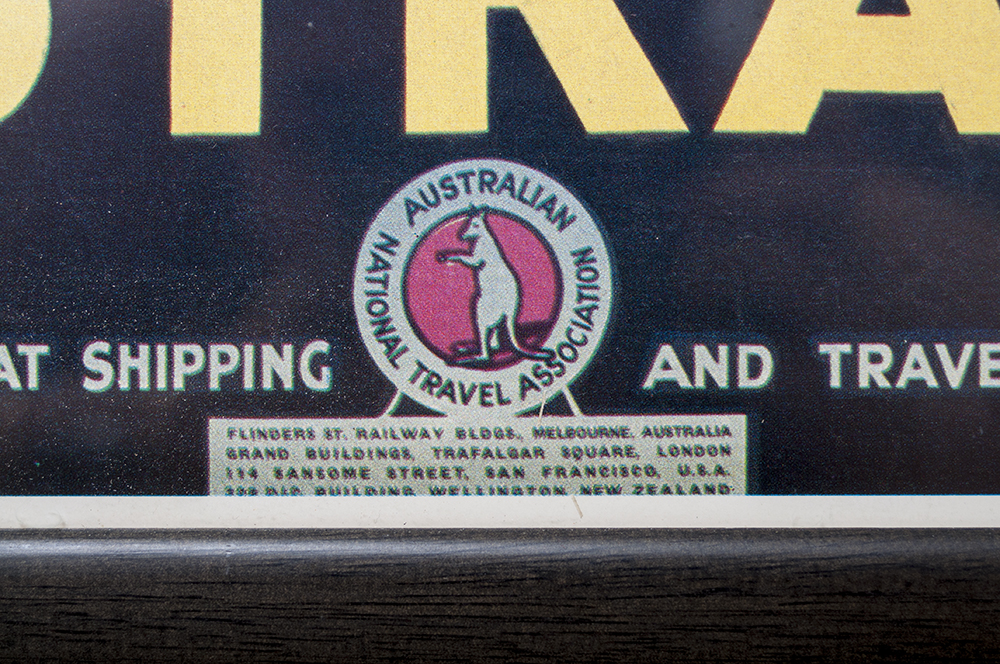 STRA
AUSTRALIAN
NATIONAL TRAVEL ASSOCIATION
AT SHIPPING AND TRAVE
FLINDERS ST. RAILWAY BLDGS., MELBOURNE. AUSTRALIA
GRAND BUILDINGS, TRAFALGAR SQUARE, LONDON
114 SANSOME STREET, SAN FRANCISCO, U.S.A.
BUILDING WELLINGTON NEW ZEALAND.